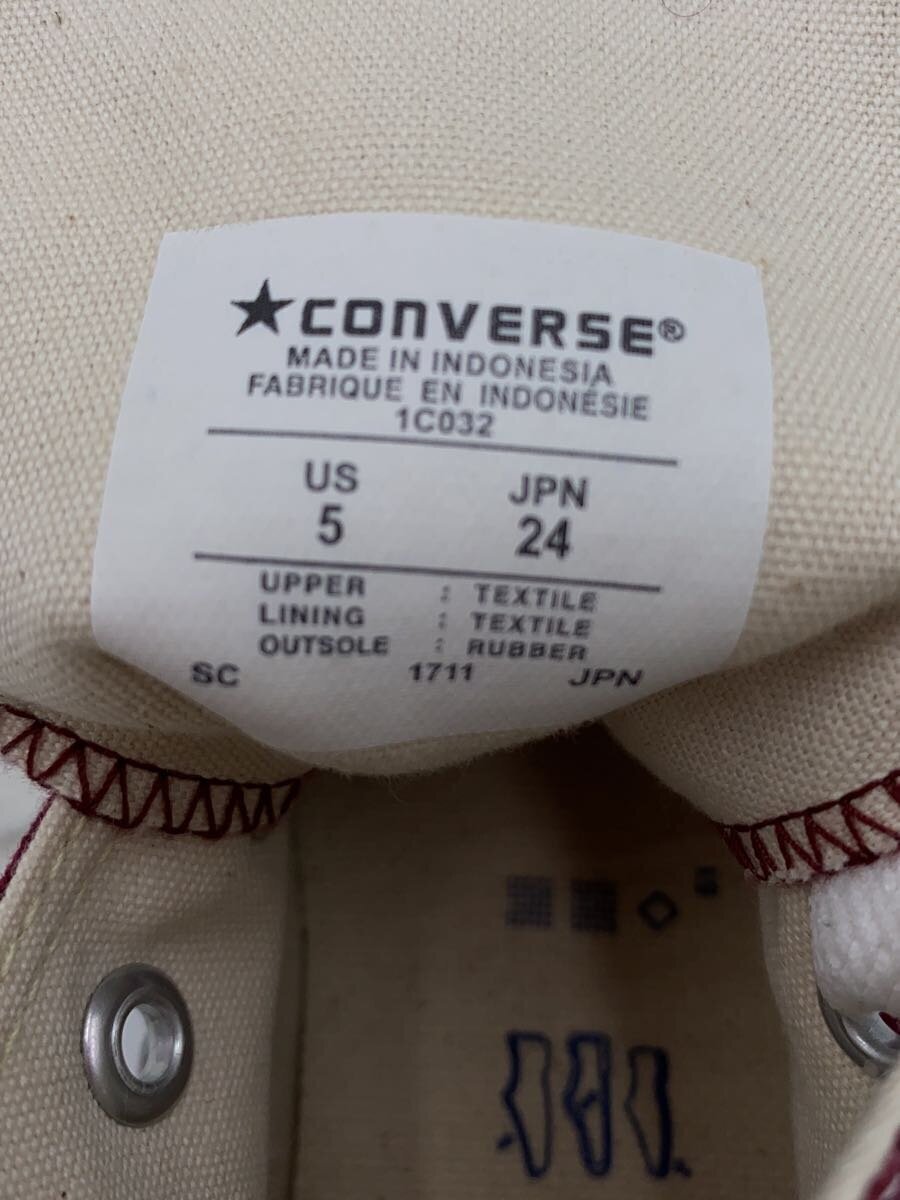 ★CONVERSE®
MADE IN INDONESIA
FABRIQUE EN INDONÉSIE
1C032
US JPN
5 24
UPPER : TEXTILE
LINING : TEXTILE
OUTSOLE : RUBBER
SC 1711 JPN